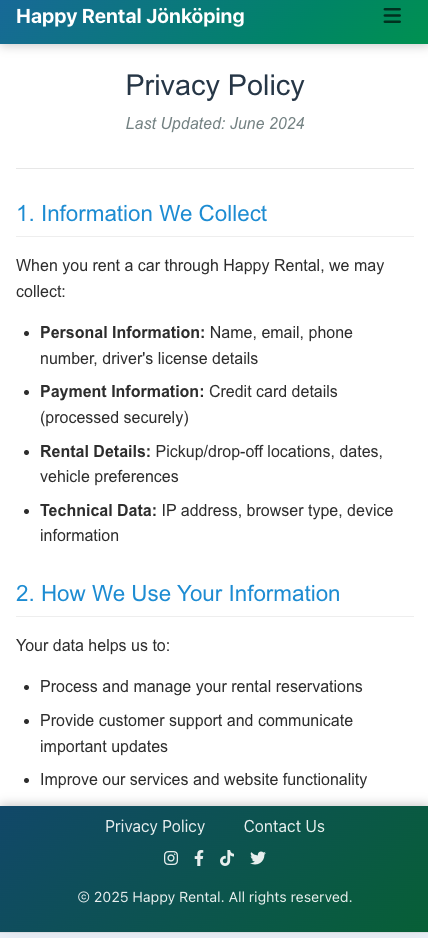 Happy Rental Jönköping
Privacy Policy
Last Updated: June 2024
1. Information We Collect
When you rent a car through Happy Rental, we may
collect:
• Personal Information: Name, email, phone
number, driver's license details
• Payment Information: Credit card details
(processed securely)
• Rental Details: Pickup/drop-off locations, dates,
vehicle preferences
• Technical Data: IP address, browser type, device
information
2. How We Use Your Information
Your data helps us to:
• Process and manage your rental reservations
• Provide customer support and communicate
important updates
• Improve our services and website functionality
Privacy Policy Contact Us
© 2025 Happy Rental. All rights reserved.